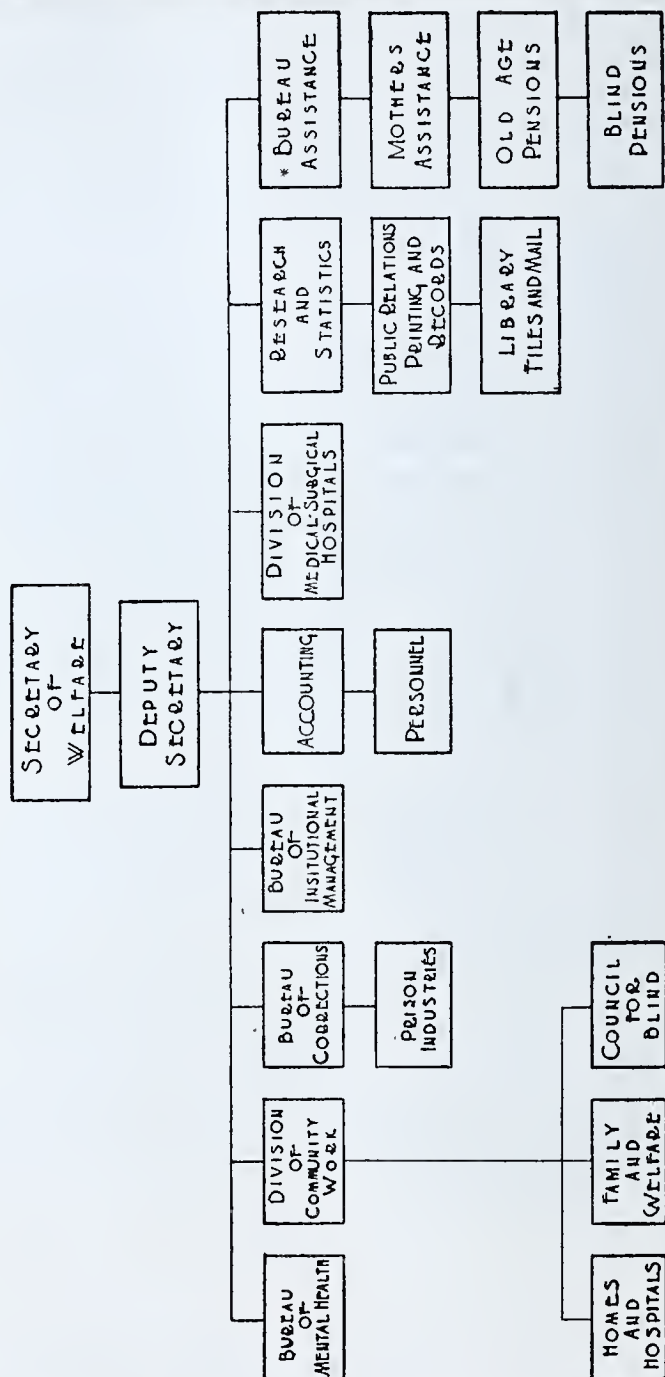 SECRETARY
OF
WELFARE
DEPUTY
SECRETARY
BUREAU
OF
MENTAL HEALTH
DIVISION
OF
COMMUNITY
WORK
BUREAU
OF
CORRECTIONS
BUREAU
OF
INSITUTIONAL
MANAGEMENT
ACCOUNTING
DIVISION
OF
MEDICAL-SURGICAL
HOSPITALS
RESEARCH
AND
STATISTICS
* BUREAU
ASSISTANCE
PRISON
INDUSTRIES
PERSONNEL
PUBLIC RELATIONS
PRINTING AND
RECORDS
MOTHERS
ASSISTANCE
LIBRARY
FILES AND MAIL
OLD AGE
PENSIONS
HOMES
AND
HOSPITALS
FAMILY
AND
WELFARE
COUNCIL
FOR
BLIND
BLIND
PENSIONS